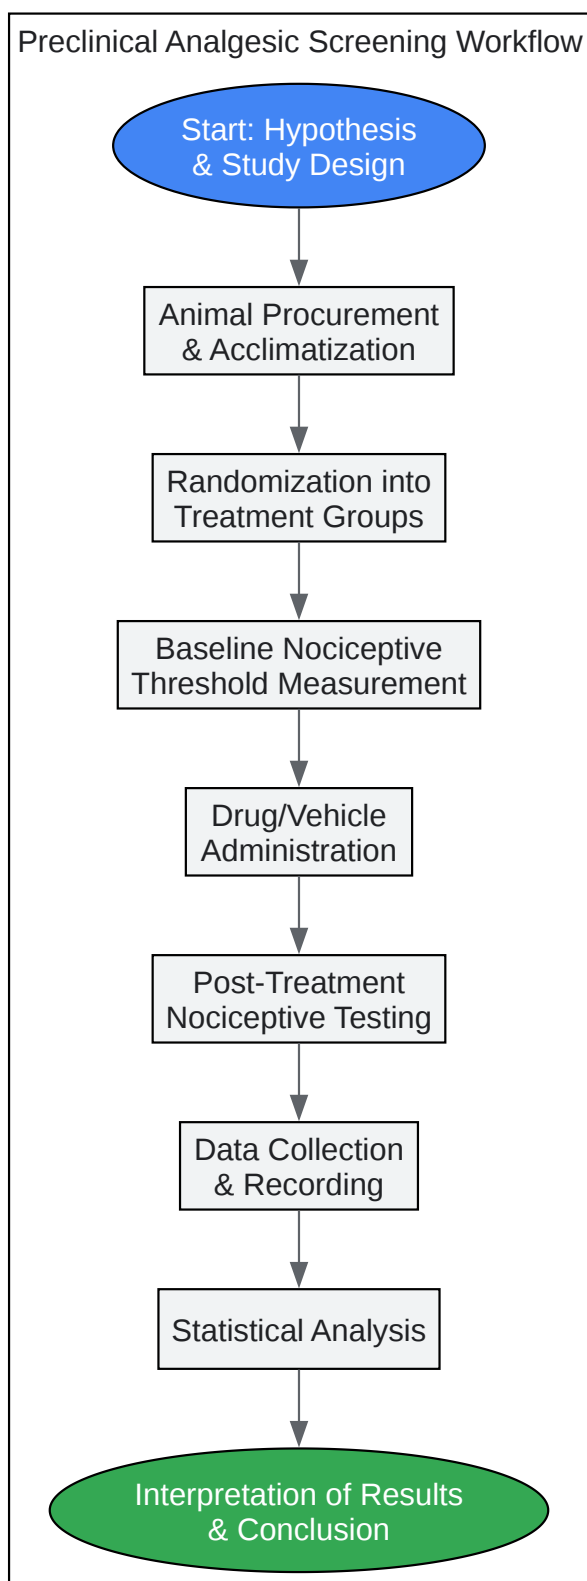 Preclinical Analgesic Screening Workflow
Start: Hypothesis
& Study Design
Animal Procurement
& Acclimatization
Randomization into
Treatment Groups
Baseline Nociceptive
Threshold Measurement
Drug/Vehicle
Administration
Post-Treatment
Nociceptive Testing
Data Collection
& Recording
Statistical Analysis
Interpretation of Results
& Conclusion